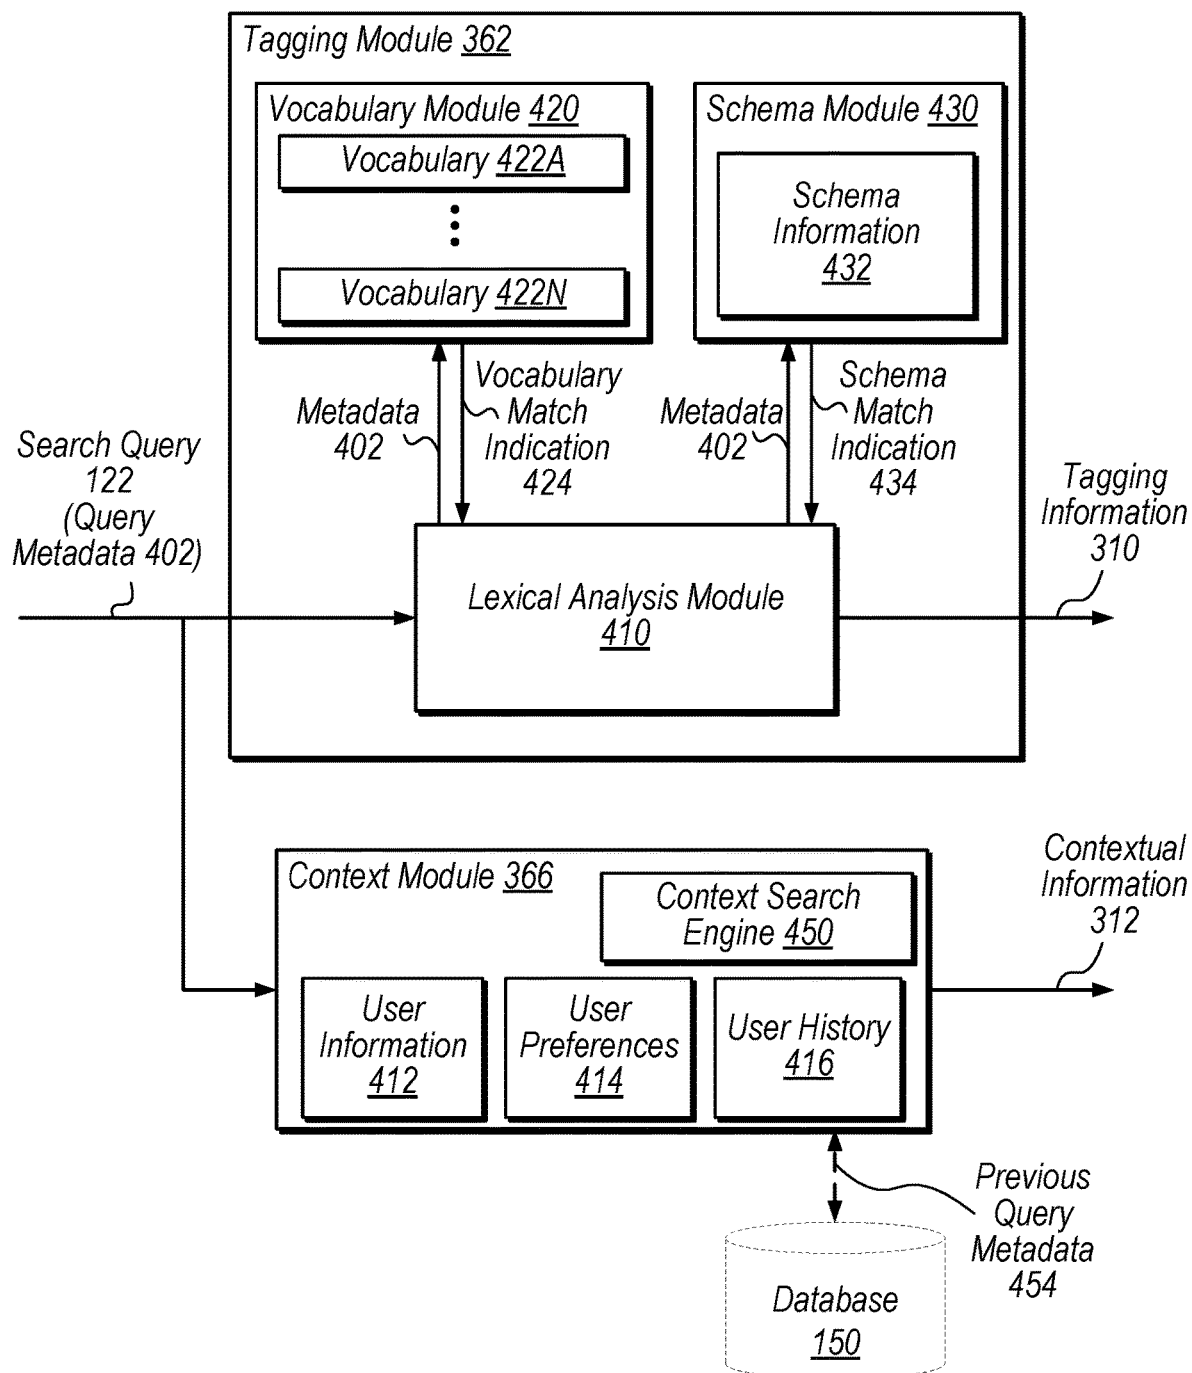 Tagging Module 362
Vocabulary Module 420
Vocabulary 422A
Vocabulary 422N
Schema Module 430
Schema
Information
432
Metadata
402
Vocabulary
Match
Indication
424
Metadata
402
Schema
Match
Indication
434
Search Query
122
(Query
Metadata 402)
Lexical Analysis Module
410
Tagging
Information
310
Context Module 366
Context Search
Engine 450
User
Information
412
User
Preferences
414
User History
416
Contextual
Information
312
Previous
Query
Metadata
454
Database
150